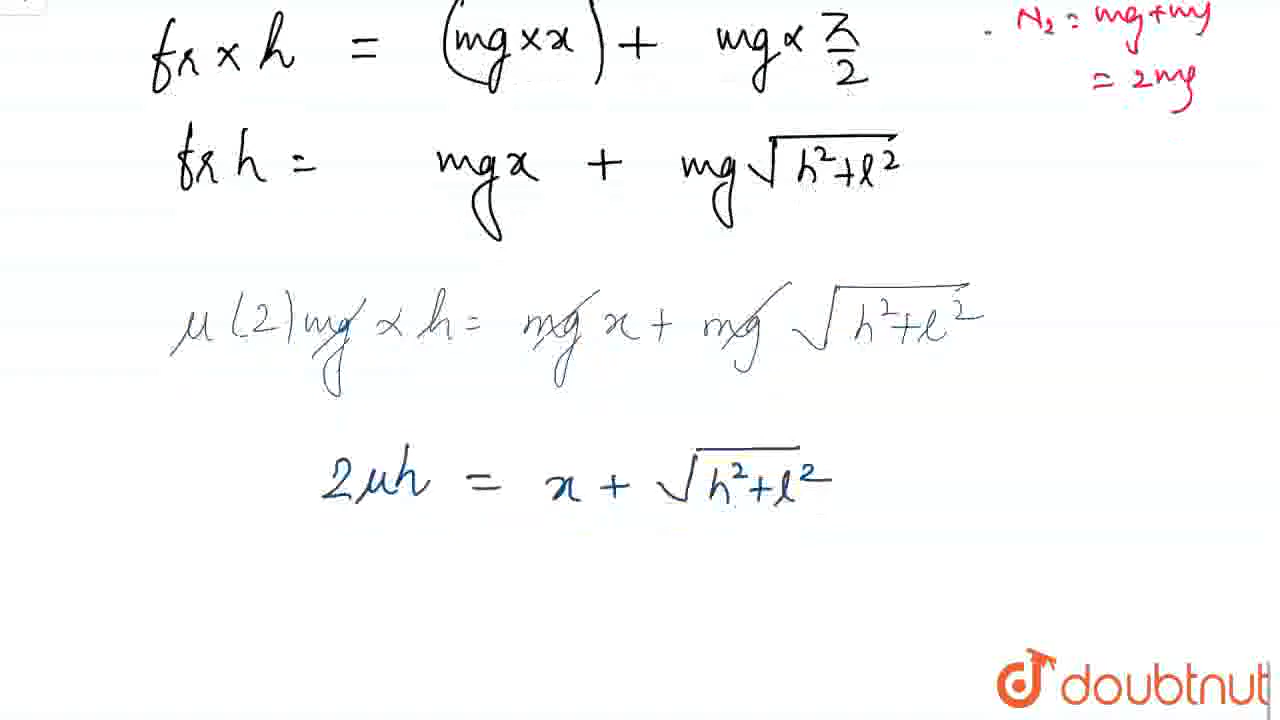 fr × h = (mg × x) + mg × z/2
N₂ = mg + mg
= 2mg
fr h = mgx + mg√(h²+l²)
μ(2)mg × h = mg x + mg √(h²+l²)
2μh = x + √(h²+l²)
doubtnut